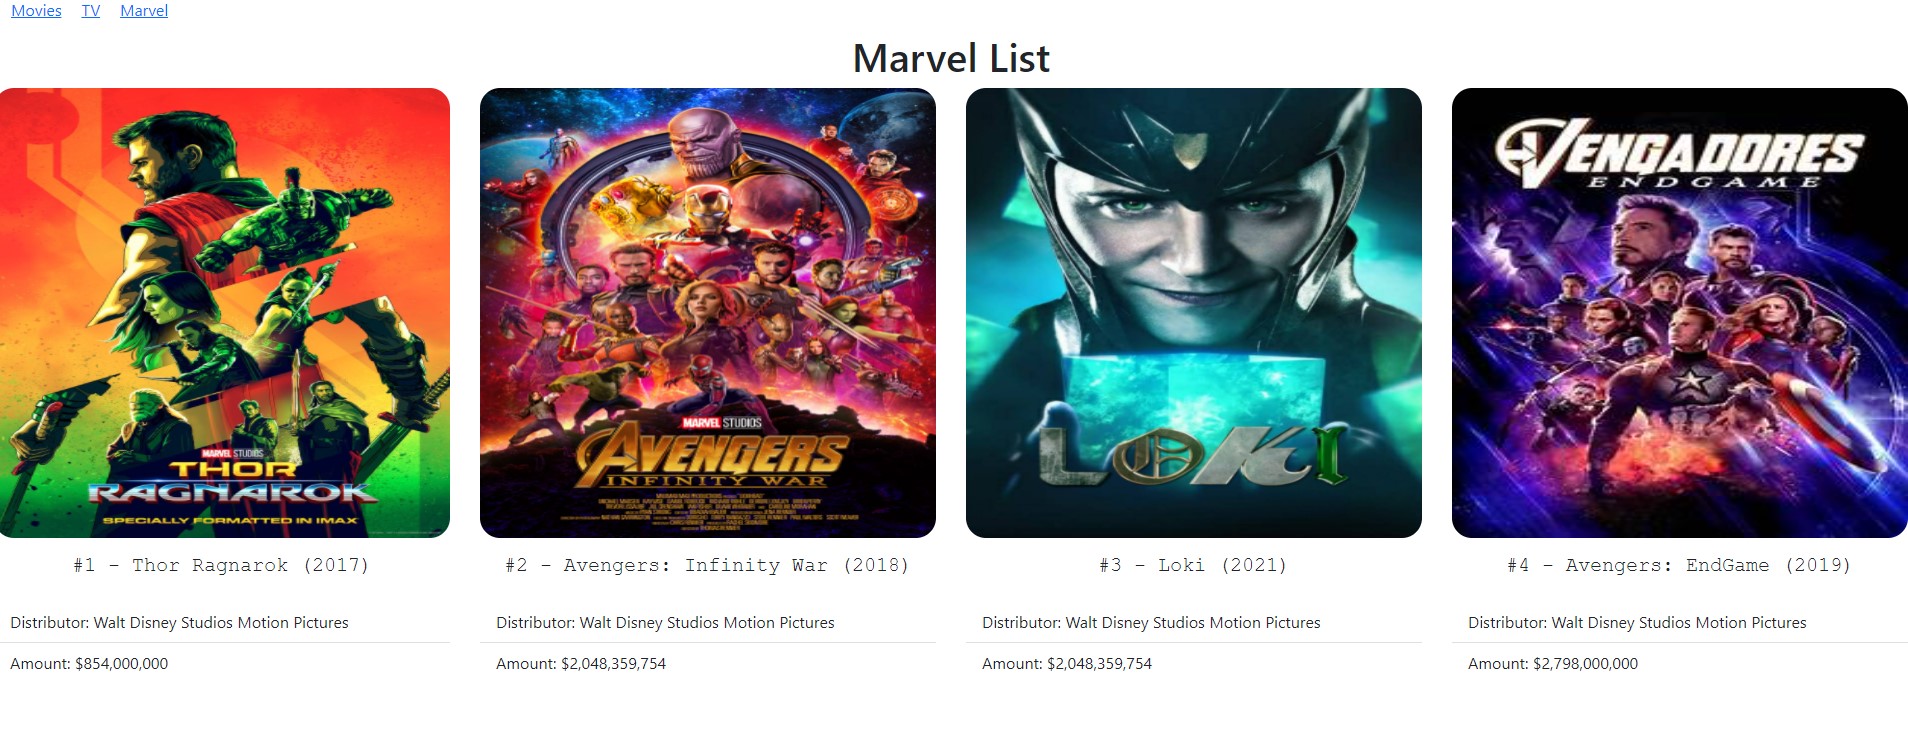 Movies TV Marvel
Marvel List
MARVEL STUDIOS
THOR
RAGNAROK
SPECIALLY FORMATTED IN IMAX
#1 - Thor Ragnarok (2017)
Distributor: Walt Disney Studios Motion Pictures
Amount: $854,000,000
MARVEL STUDIOS
AVENGERS
INFINITY WAR
#2 - Avengers: Infinity War (2018)
Distributor: Walt Disney Studios Motion Pictures
Amount: $2,048,359,754
LOKI
#3 - Loki (2021)
Distributor: Walt Disney Studios Motion Pictures
Amount: $2,048,359,754
VENGADORES
ENDGAME
#4 - Avengers: EndGame (2019)
Distributor: Walt Disney Studios Motion Pictures
Amount: $2,798,000,000